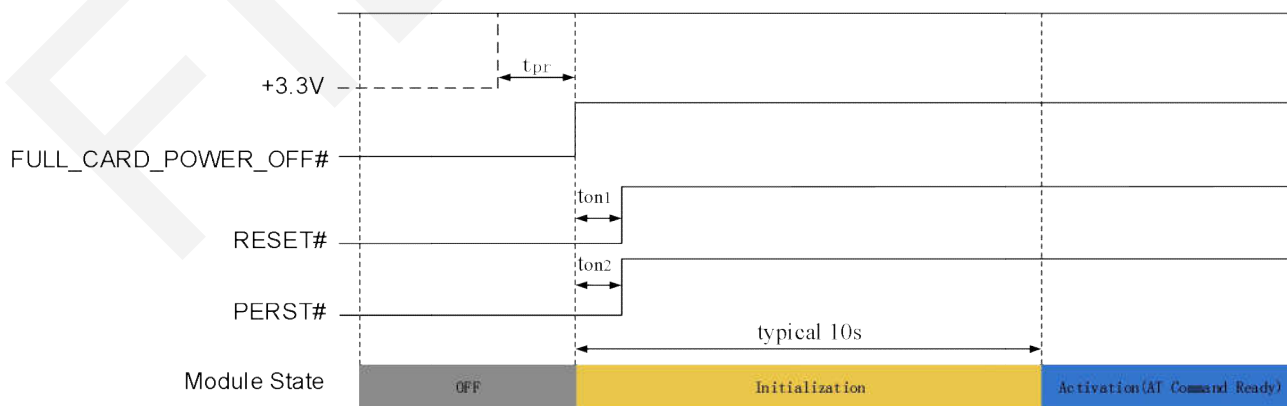 tpr
+3.3V
FULL_CARD_POWER_OFF#
ton1
RESET#
ton2
PERST#
typical 10s
Module State OFF Initialization Activation(AT Command Ready)